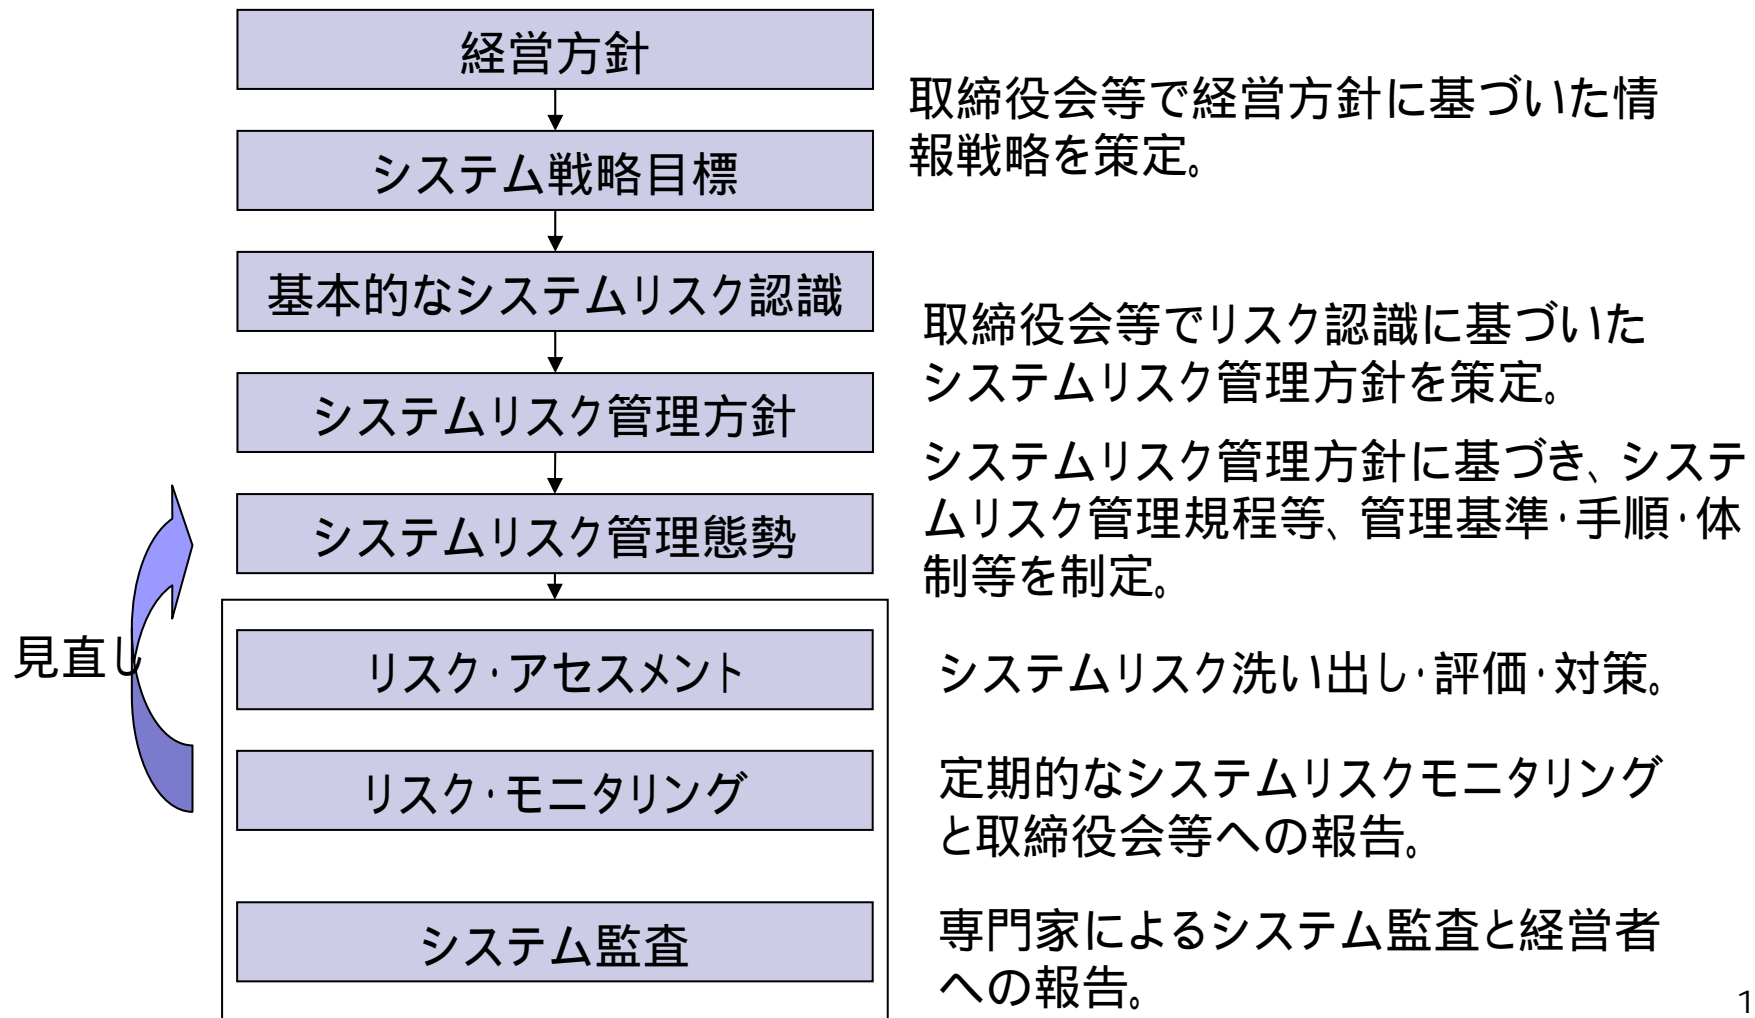 経営方針
取締役会等で経営方針に基づいた情
報戦略を策定。
システム戦略目標
基本的なシステムリスク認識
取締役会等でリスク認識に基づいた
システムリスク管理方針を策定。
システムリスク管理方針
システムリスク管理方針に基づき、システ
ムリスク管理規程等、管理基準・手順・体
制等を制定。
システムリスク管理態勢
見直し
リスク・アセスメント
システムリスク洗い出し・評価・対策。
リスク・モニタリング
定期的なシステムリスクモニタリング
と取締役会等への報告。
システム監査
専門家によるシステム監査と経営者
への報告。
1